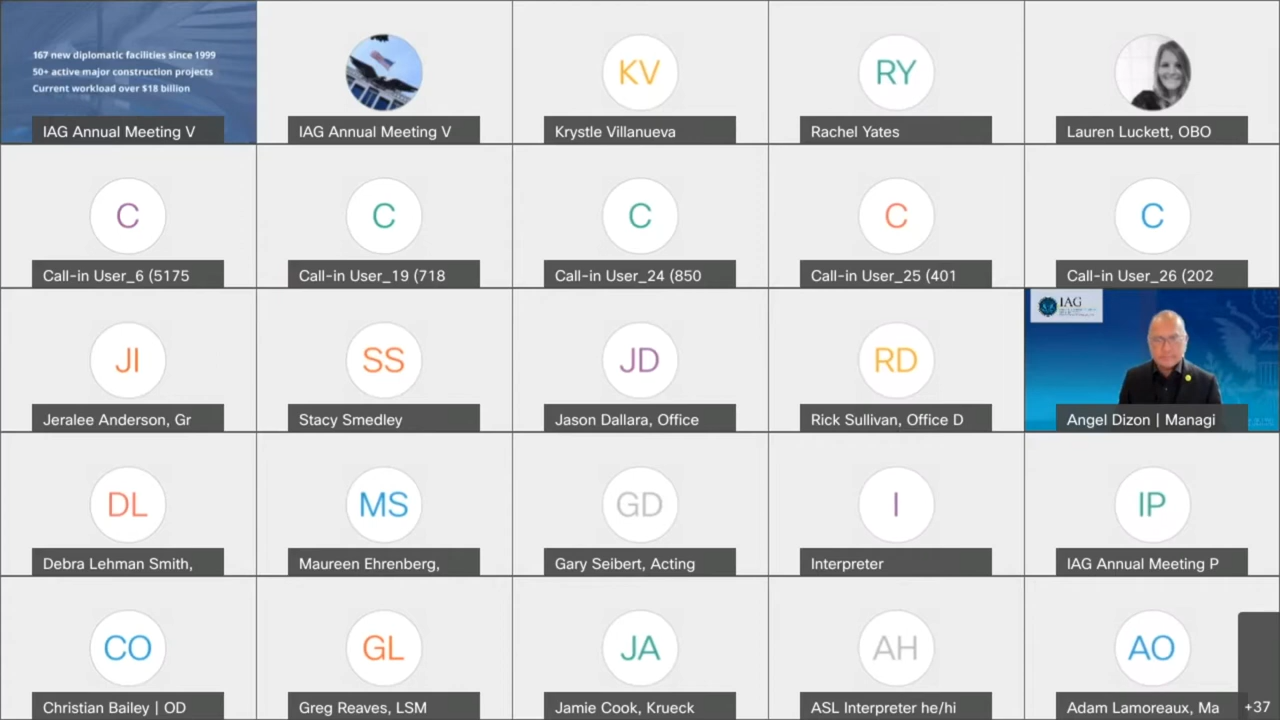 167 new diplomatic facilities since 1999
50+ active major construction projects
Current workload over $18 billion
IAG Annual Meeting V
IAG Annual Meeting V
KV
Krystle Villanueva
RY
Rachel Yates
Lauren Luckett, OBO
C
Call-in User_6 (5175
C
Call-in User_19 (718
C
Call-in User_24 (850
C
Call-in User_25 (401
C
Call-in User_26 (202
JI
Jeralee Anderson, Gr
SS
Stacy Smedley
JD
Jason Dallara, Office
RD
Rick Sullivan, Office D
IAG
Angel Dizon | Managi
DL
Debra Lehman Smith,
MS
Maureen Ehrenberg,
GD
Gary Seibert, Acting
I
Interpreter
IP
IAG Annual Meeting P
CO
Christian Bailey | OD
GL
Greg Reaves, LSM
JA
Jamie Cook, Krueck
AH
ASL Interpreter he/hi
AO
Adam Lamoreaux, Ma
+37